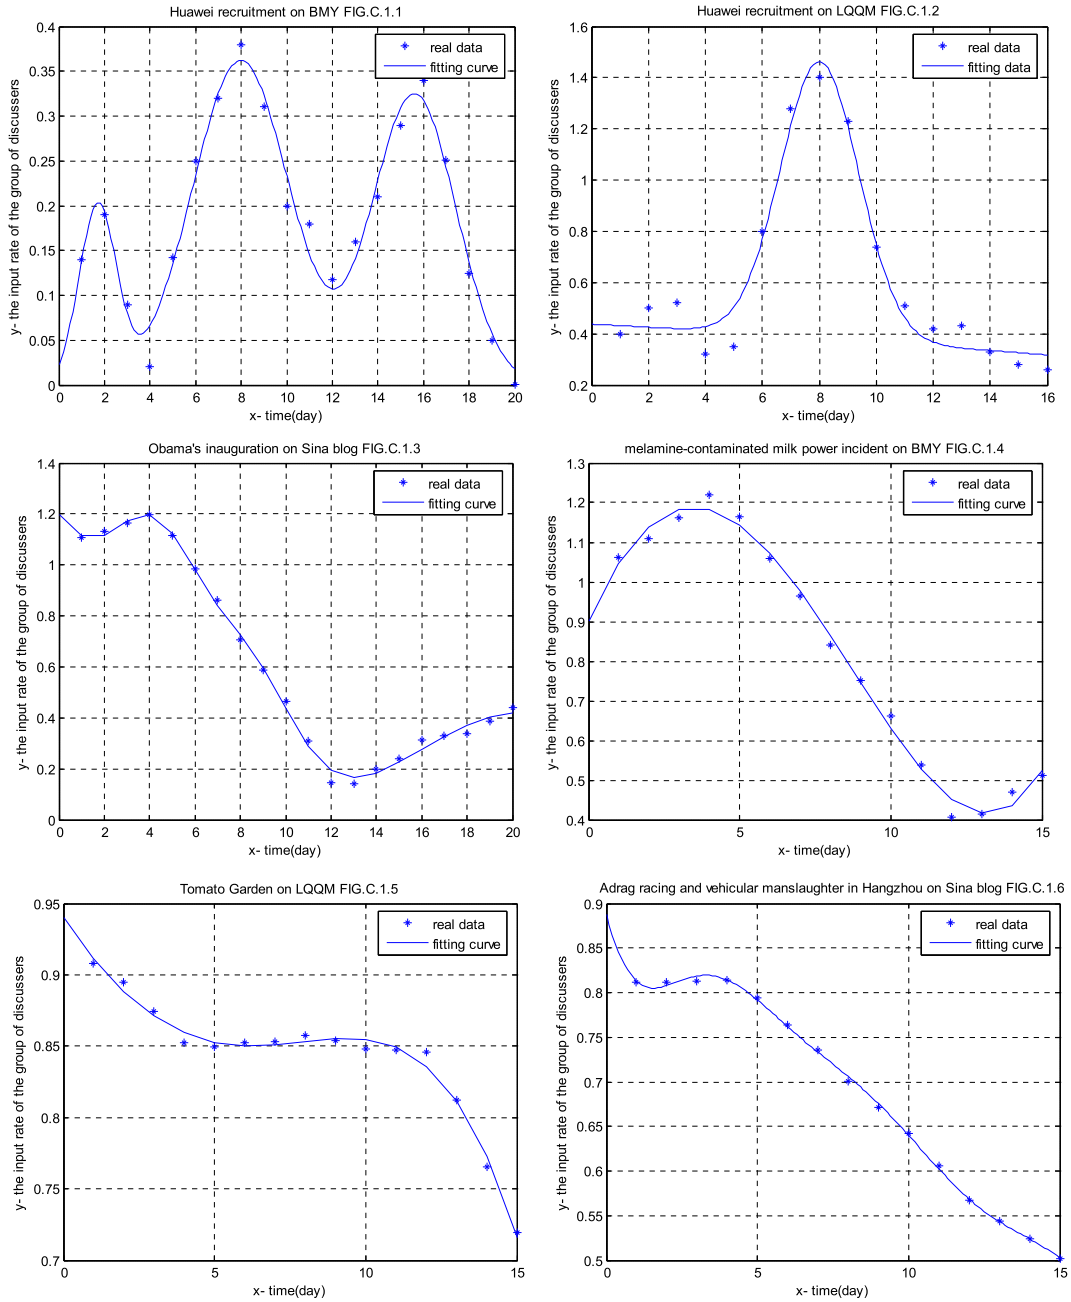 Huawei recruitment on BMY FIG.C.1.1
y- the input rate of the group of discussers
0.4
0.35
0.3
0.25
0.2
0.15
0.1
0.05
0
real data
fitting curve
0 2 4 6 8 10 12 14 16 18 20
x- time(day)
Huawei recruitment on LQQM FIG.C.1.2
y- the input rate of the group of discussers
1.6
1.4
1.2
1
0.8
0.6
0.4
0.2
real data
fitting data
0 2 4 6 8 10 12 14 16
x- time(day)
Obama's inauguration on Sina blog FIG.C.1.3
y- the input rate of the group of discussers
1.4
1.2
1
0.8
0.6
0.4
0.2
0
real data
fitting curve
0 2 4 6 8 10 12 14 16 18 20
x- time(day)
melamine-contaminated milk power incident on BMY FIG.C.1.4
y- the input rate of the group of discussers
1.3
1.2
1.1
1
0.9
0.8
0.7
0.6
0.5
0.4
real data
fitting curve
0 5 10 15
x- time(day)
Tomato Garden on LQQM FIG.C.1.5
y- the input rate of the group of discussers
0.95
0.9
0.85
0.8
0.75
0.7
real data
fitting curve
0 5 10 15
x- time(day)
Adrag racing and vehicular manslaughter in Hangzhou on Sina blog FIG.C.1.6
y- the input rate of the group of discussers
0.9
0.85
0.8
0.75
0.7
0.65
0.6
0.55
0.5
real data
fitting curve
0 5 10 15
x- time(day)